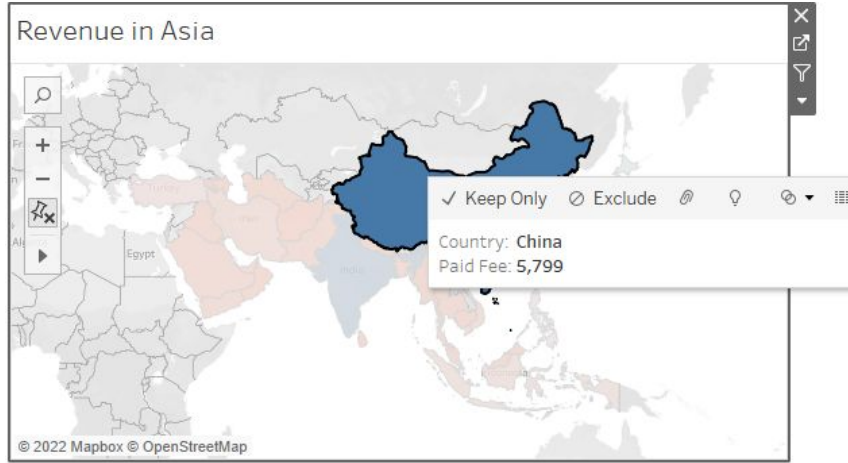 Revenue in Asia
Turkey
Iran
Egypt
India
Indonesia
✓ Keep Only Exclude
Country: China
Paid Fee: 5,799
© 2022 Mapbox © OpenStreetMap